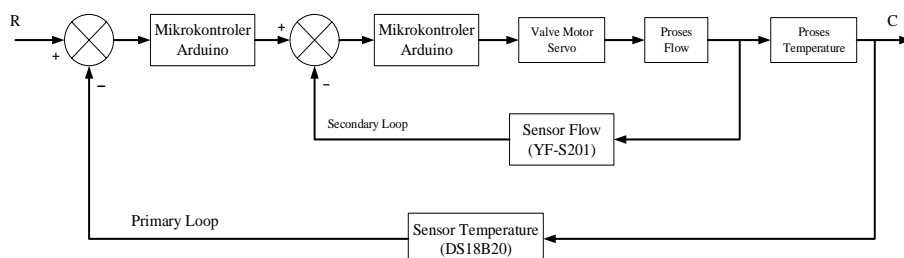 R
+
−
Mikrokontroler
Arduino
+
−
Mikrokontroler
Arduino
Valve Motor
Servo
Proses
Flow
Proses
Temperature
C
Secondary Loop
Sensor Flow
(YF-S201)
Primary Loop
Sensor Temperature
(DS18B20)